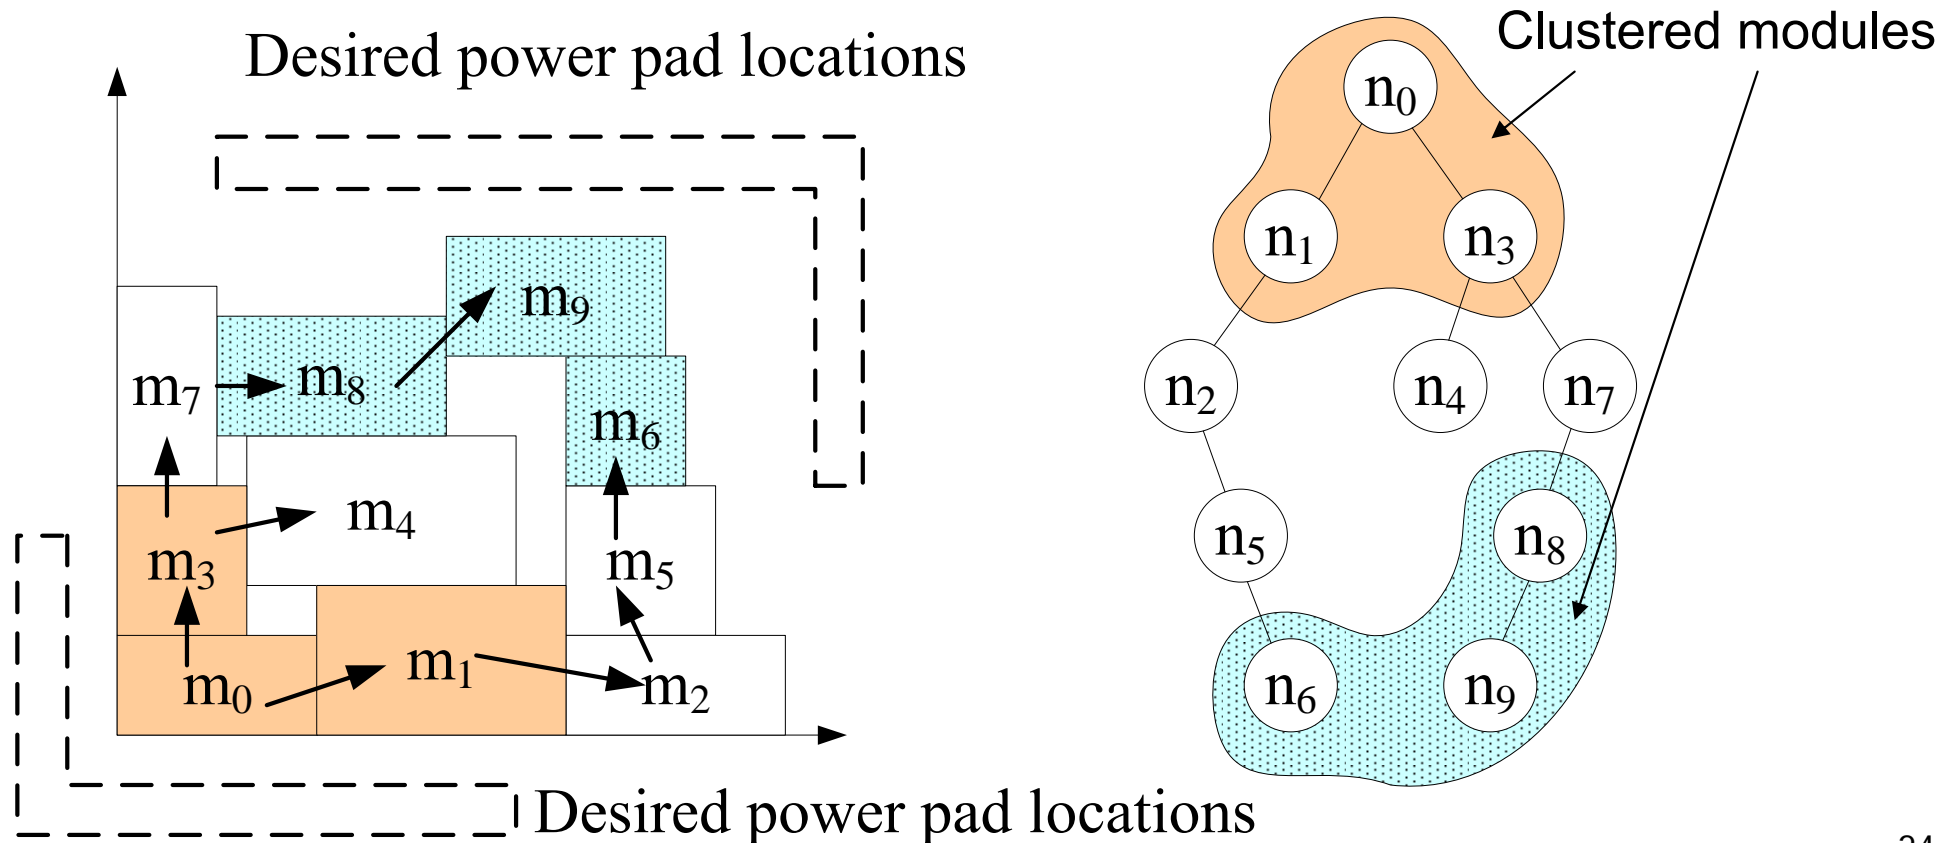 Desired power pad locations
Clustered modules
m9
m8
m7
m6
m4
m3
m5
m1
m0
m2
n0
n1
n3
n2
n4
n7
n5
n8
n6
n9
Desired power pad locations